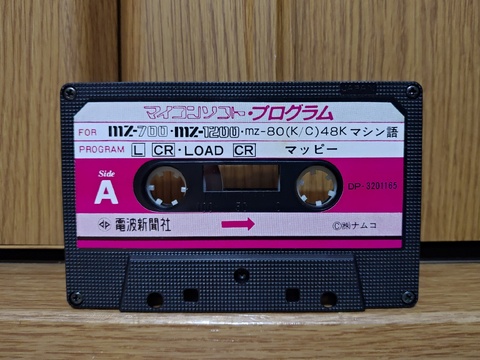 マイコンソフト・プログラム
FOR mz-700・mz-1200・mz-80(K/C)48K マシン語
PROGRAM L CR・LOAD CR マッピー
Side
A
DP-3201165
電波新聞社
Ⓒ㈱ナムコ